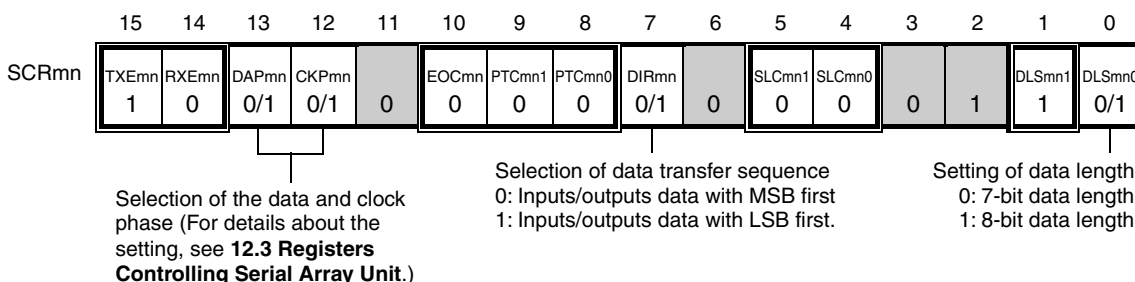 15 14 13 12 11 10 9 8 7 6 5 4 3 2 1 0
SCRmn
TXEmn RXEmn DAPmn CKPmn EOCmn PTCmn1 PTCmn0 DIRmn SLCmn1 SLCmn0 DLSmn1 DLSmn0
1 0 0/1 0/1 0 0 0 0 0/1 0 0 0 0 1 1 0/1
Selection of the data and clock
phase (For details about the
setting, see 12.3 Registers
Controlling Serial Array Unit.)
Selection of data transfer sequence
0: Inputs/outputs data with MSB first
1: Inputs/outputs data with LSB first.
Setting of data length
0: 7-bit data length
1: 8-bit data length